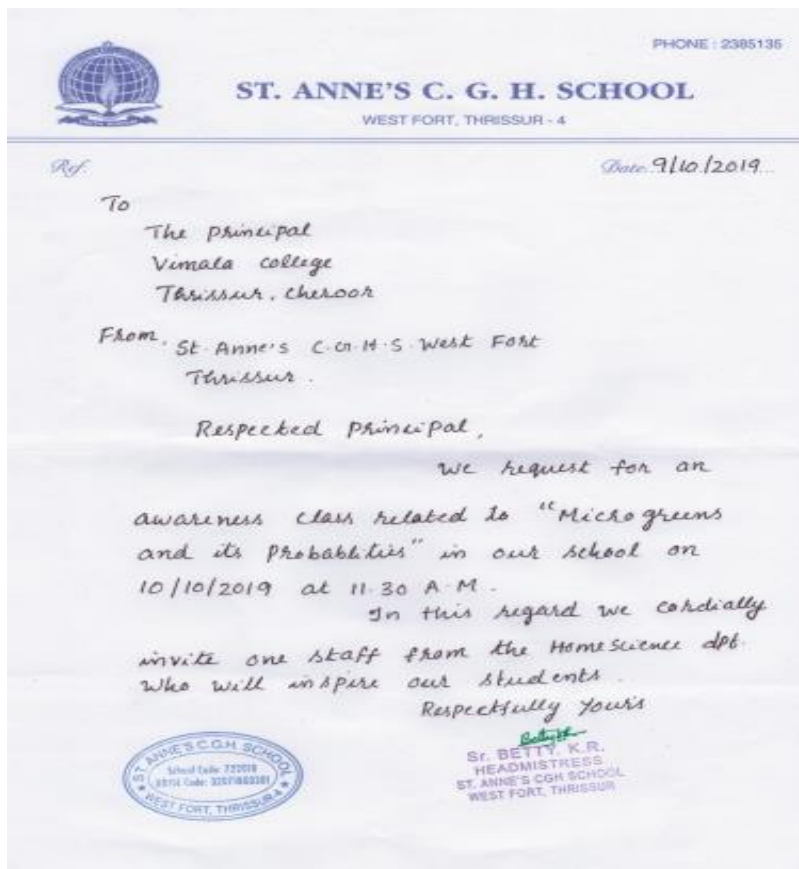 PHONE : 2385135
ST. ANNE'S C. G. H. SCHOOL
WEST FORT, THRISSUR - 4
Ref. Date 9/10/2019
To
The principal
Vimala college
Thrissur, cheroor
From, St. Anne's C.G.H.S. West Fort
Thrissur.
Respected principal,
We request for an
awareness class related to "Microgreens
and its Probablities" in our school on
10/10/2019 at 11.30 A.M.
In this regard we cordially
invite one staff from the HomeScience dpt.
who will inspire our students.
Respectfully yours
Sr. BETTY. K.R.
HEADMISTRESS
ST. ANNE'S CGH SCHOOL
WEST FORT, THRISSUR
ST. ANNE'S C.G.H. SCHOOL
School Code:
Code:
WEST FORT, THRISSUR-4